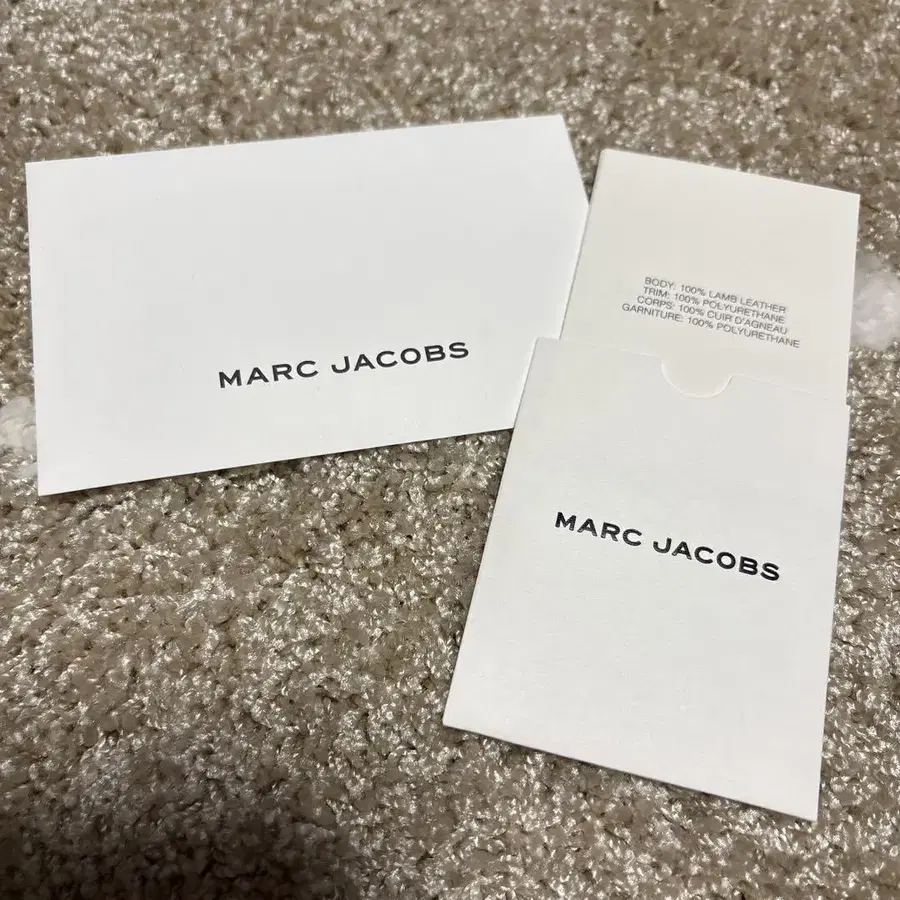 MARC JACOBS
BODY: 100% LAMB LEATHER
TRIM: 100% POLYURETHANE
CORPS: 100% CUIR D'AGNEAU
GARNITURE: 100% POLYURETHANE
MARC JACOBS